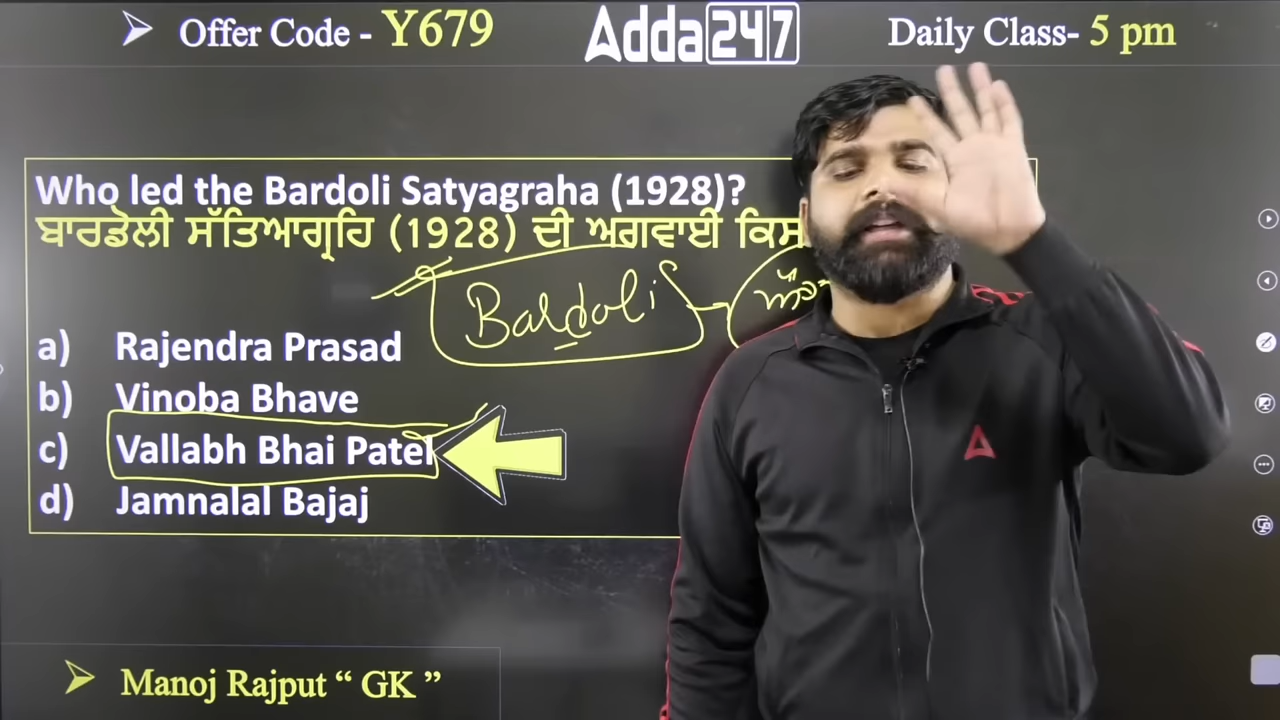 Offer Code - Y679
Adda247
Daily Class- 5 pm
Who led the Bardoli Satyagraha (1928)?
ਬਾਰਡੋਲੀ ਸੱਤਿਆਗ੍ਰਹਿ (1928) ਦੀ ਅਗਵਾਈ
Bardoli
a) Rajendra Prasad
b) Vinoba Bhave
c) Vallabh Bhai Patel
d) Jamnalal Bajaj
Manoj Rajput “ GK ”